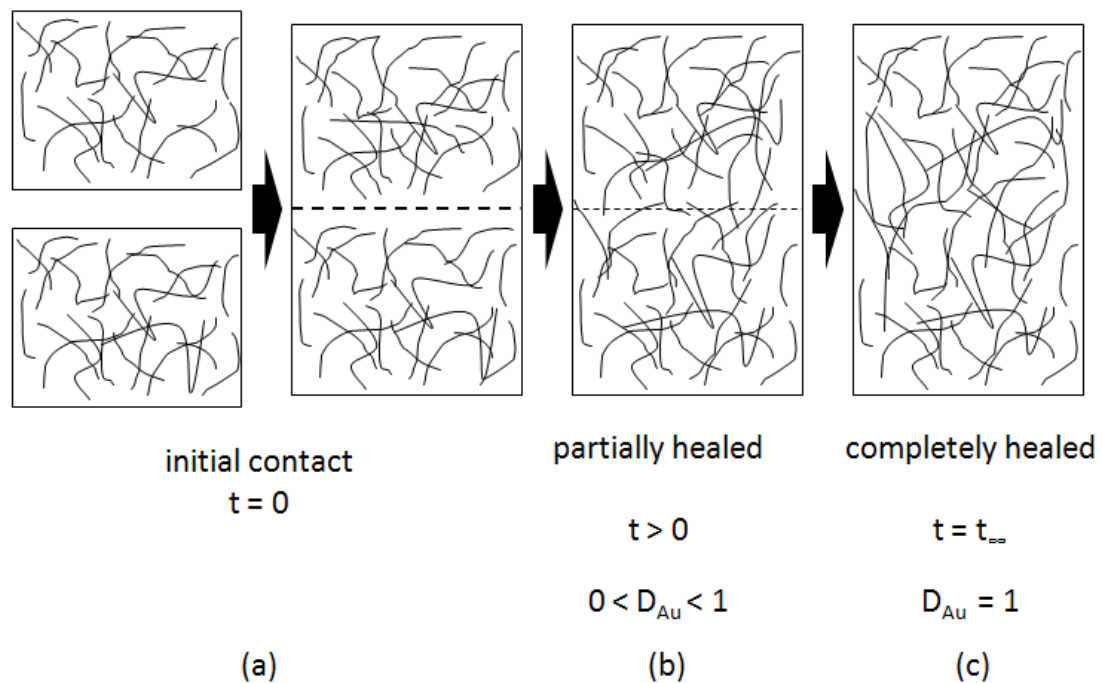 initial contact
t = 0
partially healed
t > 0
0 < D_Au < 1
completely healed
t = t_∞
D_Au = 1
(a)
(b)
(c)